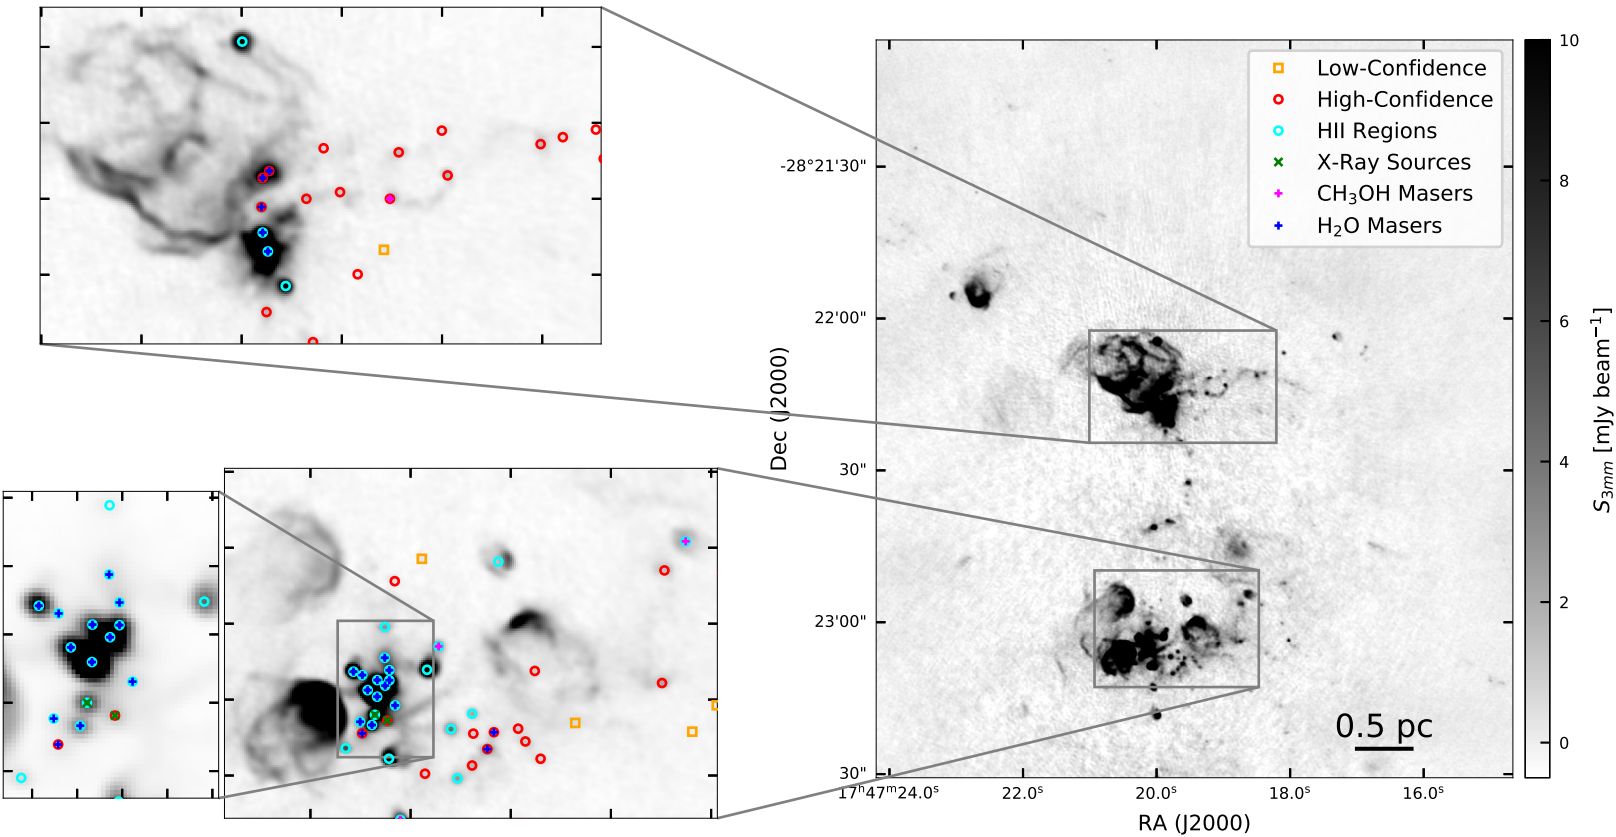 Low-Confidence
High-Confidence
HII Regions
X-Ray Sources
CH₃OH Masers
H₂O Masers
10
8
6
4
2
0
S₃ₘₘ [mJy beam⁻¹]
-28°21'30"
22'00"
30"
23'00"
30"
Dec (J2000)
0.5 pc
17ʰ47ᵐ24.0ˢ
22.0ˢ
20.0ˢ
18.0ˢ
16.0ˢ
RA (J2000)